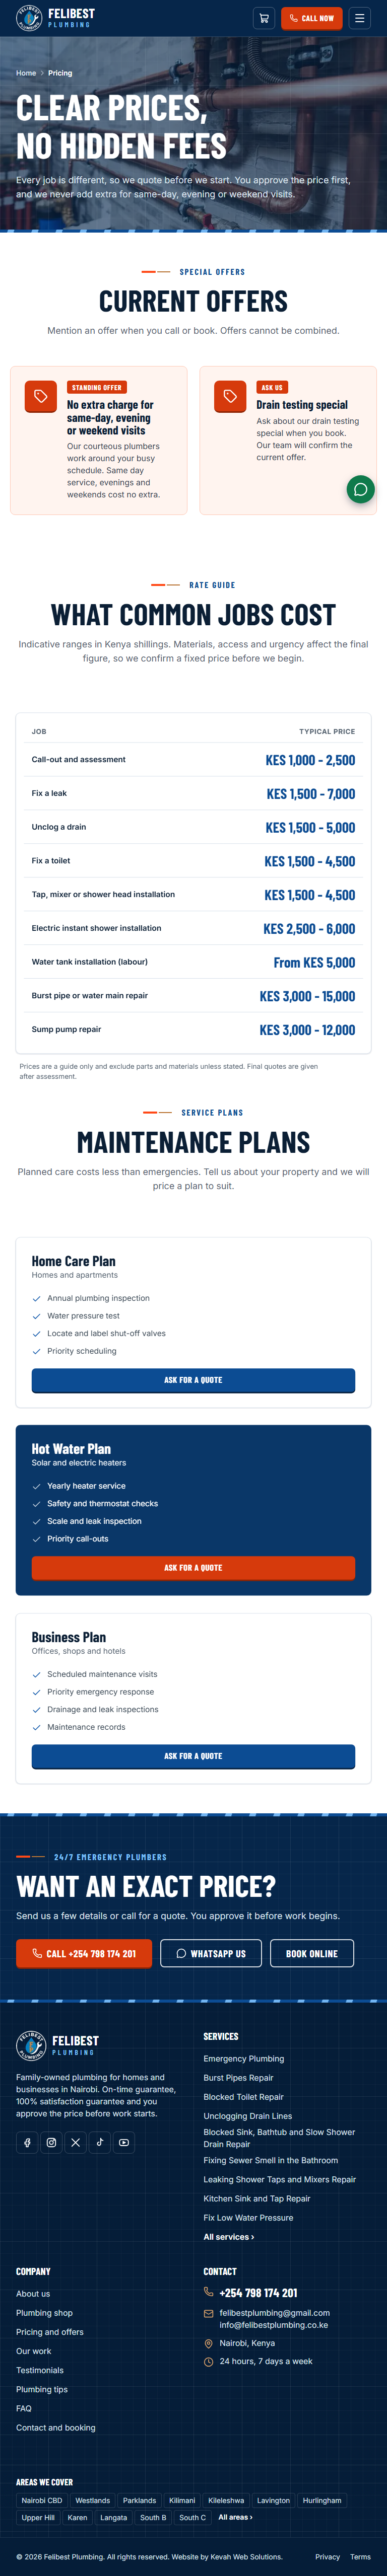 FELIBEST
PLUMBING
CALL NOW
Home > Pricing
CLEAR PRICES,
NO HIDDEN FEES
Every job is different, so we quote before we start. You approve the price first,
and we never add extra for same-day, evening or weekend visits.
SPECIAL OFFERS
CURRENT OFFERS
Mention an offer when you call or book. Offers cannot be combined.
STANDING OFFER
No extra charge for
same-day, evening
or weekend visits
Our courteous plumbers
work around your busy
schedule. Same day
service, evenings and
weekends cost no extra.
ASK US
Drain testing special
Ask about our drain testing
special when you book.
Our team will confirm the
current offer.
RATE GUIDE
WHAT COMMON JOBS COST
Indicative ranges in Kenya shillings. Materials, access and urgency affect the final
figure, so we confirm a fixed price before we begin.
JOB TYPICAL PRICE
Call-out and assessment KES 1,000 - 2,500
Fix a leak KES 1,500 - 7,000
Unclog a drain KES 1,500 - 5,000
Fix a toilet KES 1,500 - 4,500
Tap, mixer or shower head installation KES 1,500 - 4,500
Electric instant shower installation KES 2,500 - 6,000
Water tank installation (labour) From KES 5,000
Burst pipe or water main repair KES 3,000 - 15,000
Sump pump repair KES 3,000 - 12,000
Prices are a guide only and exclude parts and materials unless stated. Final quotes are given
after assessment.
SERVICE PLANS
MAINTENANCE PLANS
Planned care costs less than emergencies. Tell us about your property and we will
price a plan to suit.
Home Care Plan
Homes and apartments
Annual plumbing inspection
Water pressure test
Locate and label shut-off valves
Priority scheduling
ASK FOR A QUOTE
Hot Water Plan
Solar and electric heaters
Yearly heater service
Safety and thermostat checks
Scale and leak inspection
Priority call-outs
ASK FOR A QUOTE
Business Plan
Offices, shops and hotels
Scheduled maintenance visits
Priority emergency response
Drainage and leak inspections
Maintenance records
ASK FOR A QUOTE
24/7 EMERGENCY PLUMBERS
WANT AN EXACT PRICE?
Send us a few details or call for a quote. You approve it before work begins.
CALL +254 798 174 201
WHATSAPP US
BOOK ONLINE
FELIBEST
PLUMBING
Family-owned plumbing for homes and
businesses in Nairobi. On-time guarantee,
100% satisfaction guarantee and you
approve the price before work starts.
SERVICES
Emergency Plumbing
Burst Pipes Repair
Blocked Toilet Repair
Unclogging Drain Lines
Blocked Sink, Bathtub and Slow Shower
Drain Repair
Fixing Sewer Smell in the Bathroom
Leaking Shower Taps and Mixers Repair
Kitchen Sink and Tap Repair
Fix Low Water Pressure
All services ›
COMPANY
About us
Plumbing shop
Pricing and offers
Our work
Testimonials
Plumbing tips
FAQ
Contact and booking
CONTACT
+254 798 174 201
felibestplumbing@gmail.com
info@felibestplumbing.co.ke
Nairobi, Kenya
24 hours, 7 days a week
AREAS WE COVER
Nairobi CBD Westlands Parklands Kilimani Kileleshwa Lavington Hurlingham
Upper Hill Karen Langata South B South C All areas ›
© 2026 Felibest Plumbing. All rights reserved. Website by Kevah Web Solutions. Privacy Terms